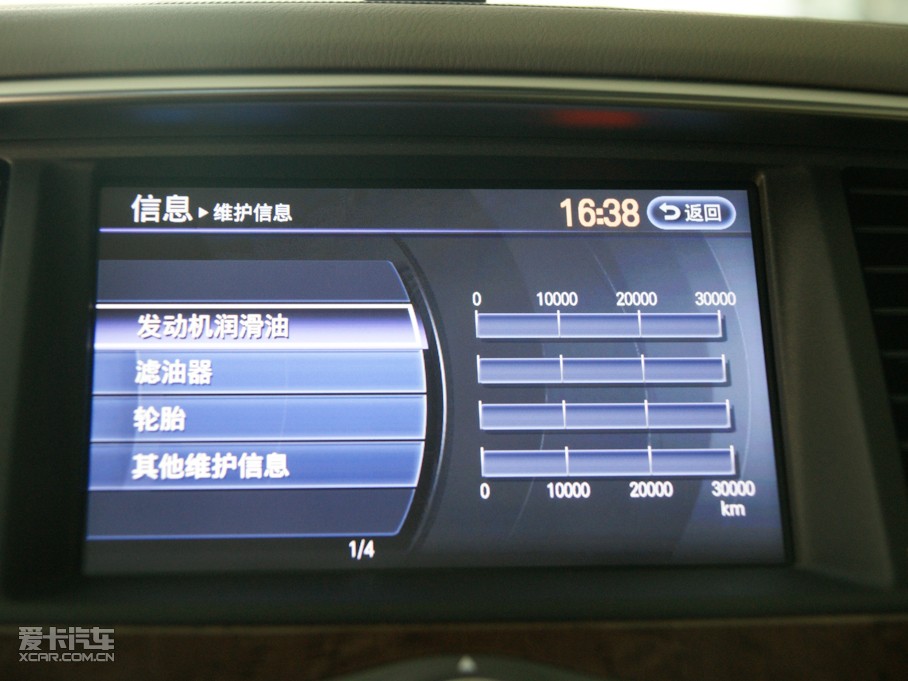 信息▸维护信息 16:38 返回
0 10000 20000 30000
发动机润滑油
滤油器
轮胎
其他维护信息
0 10000 20000 30000
km
1/4
爱卡汽车
XCAR.COM.CN